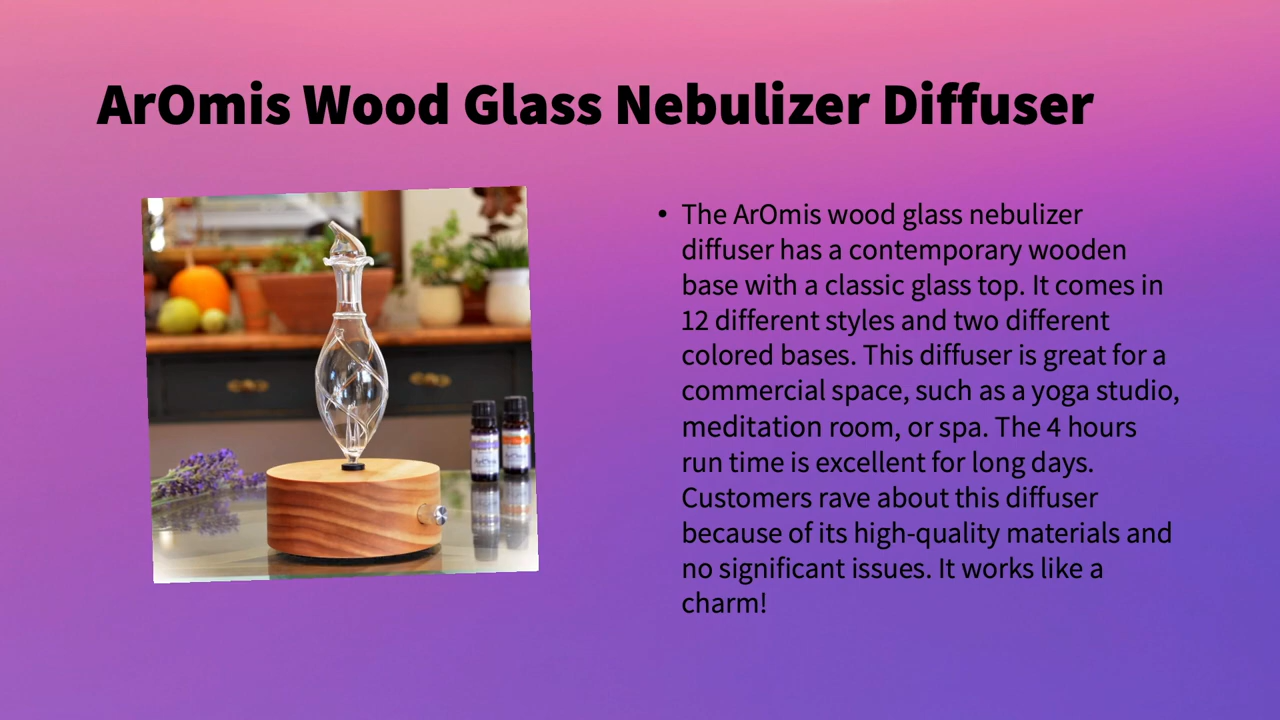 ArOmis Wood Glass Nebulizer Diffuser
• The ArOmis wood glass nebulizer
diffuser has a contemporary wooden
base with a classic glass top. It comes in
12 different styles and two different
colored bases. This diffuser is great for a
commercial space, such as a yoga studio,
meditation room, or spa. The 4 hours
run time is excellent for long days.
Customers rave about this diffuser
because of its high-quality materials and
no significant issues. It works like a
charm!